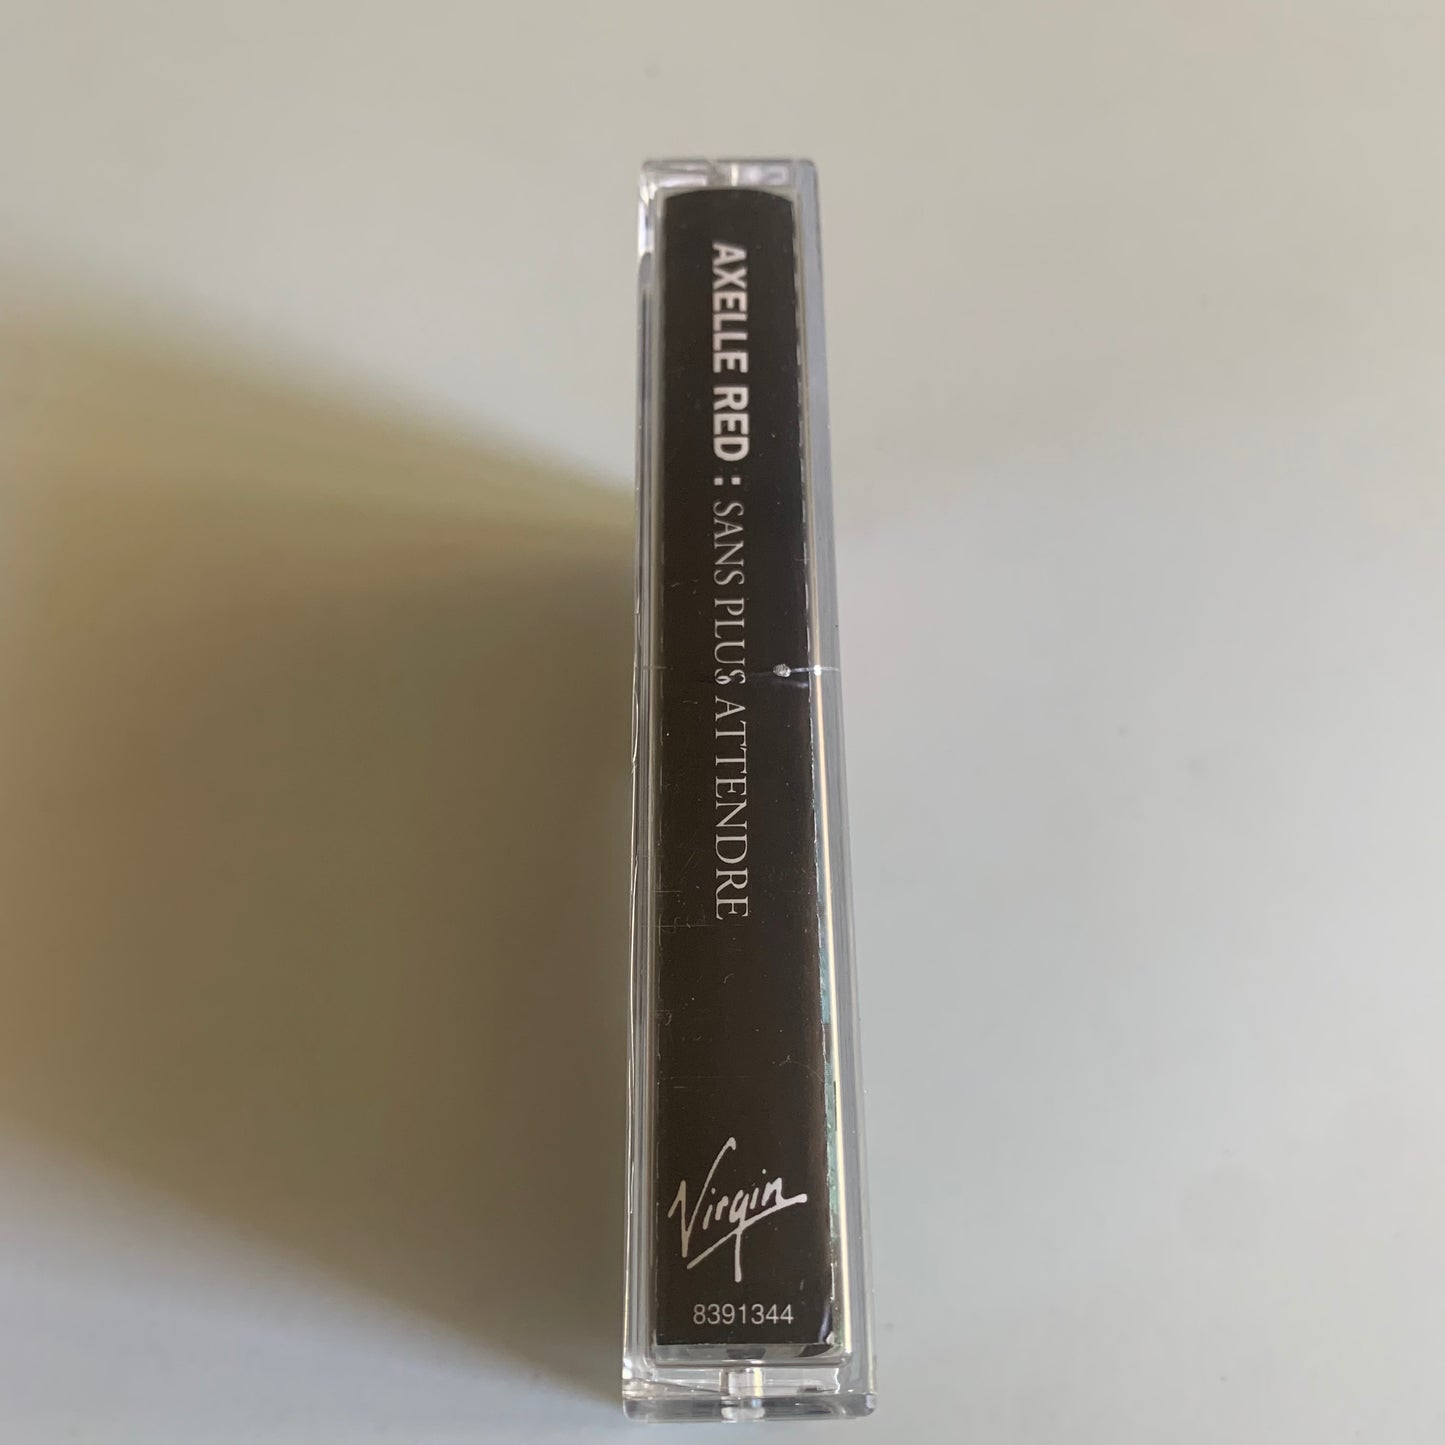 AXELLE RED : SANS PLUS ATTENDRE
Virgin
8391344